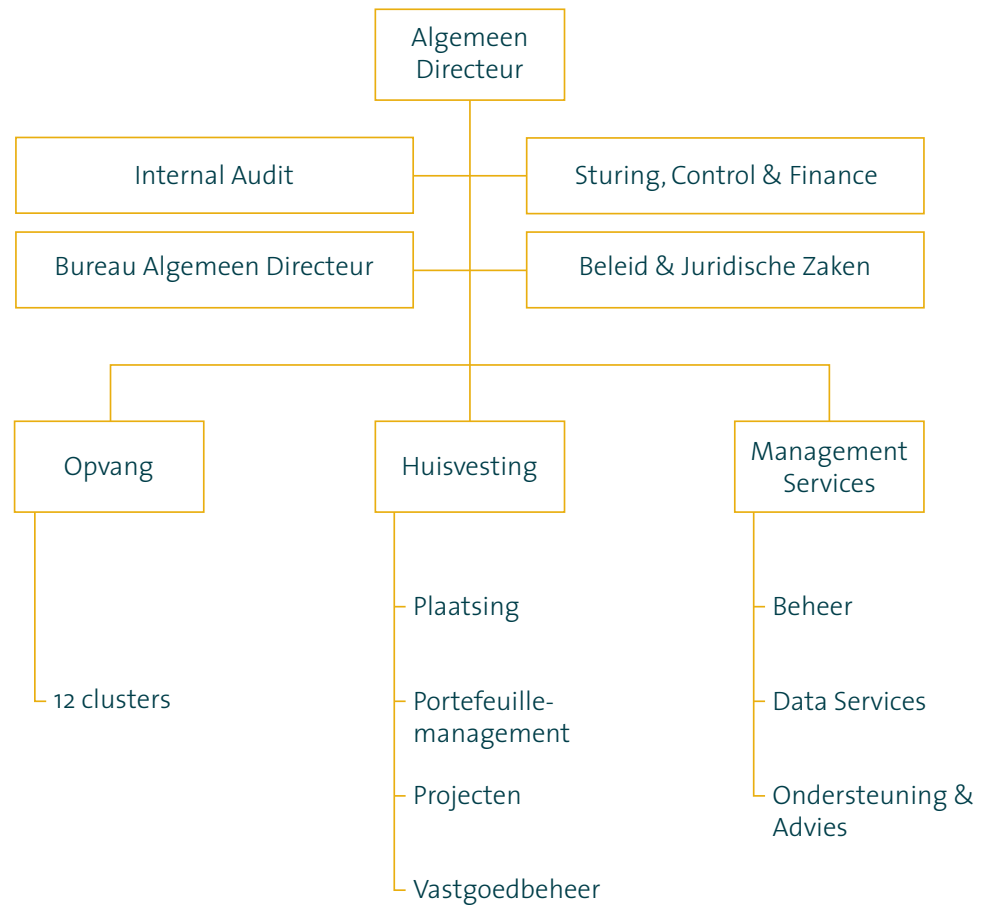 Algemeen
Directeur
Internal Audit
Sturing, Control & Finance
Bureau Algemeen Directeur
Beleid & Juridische Zaken
Opvang
Huisvesting
Management
Services
12 clusters
Plaatsing
Portefeuille-
management
Projecten
Vastgoedbeheer
Beheer
Data Services
Ondersteuning &
Advies